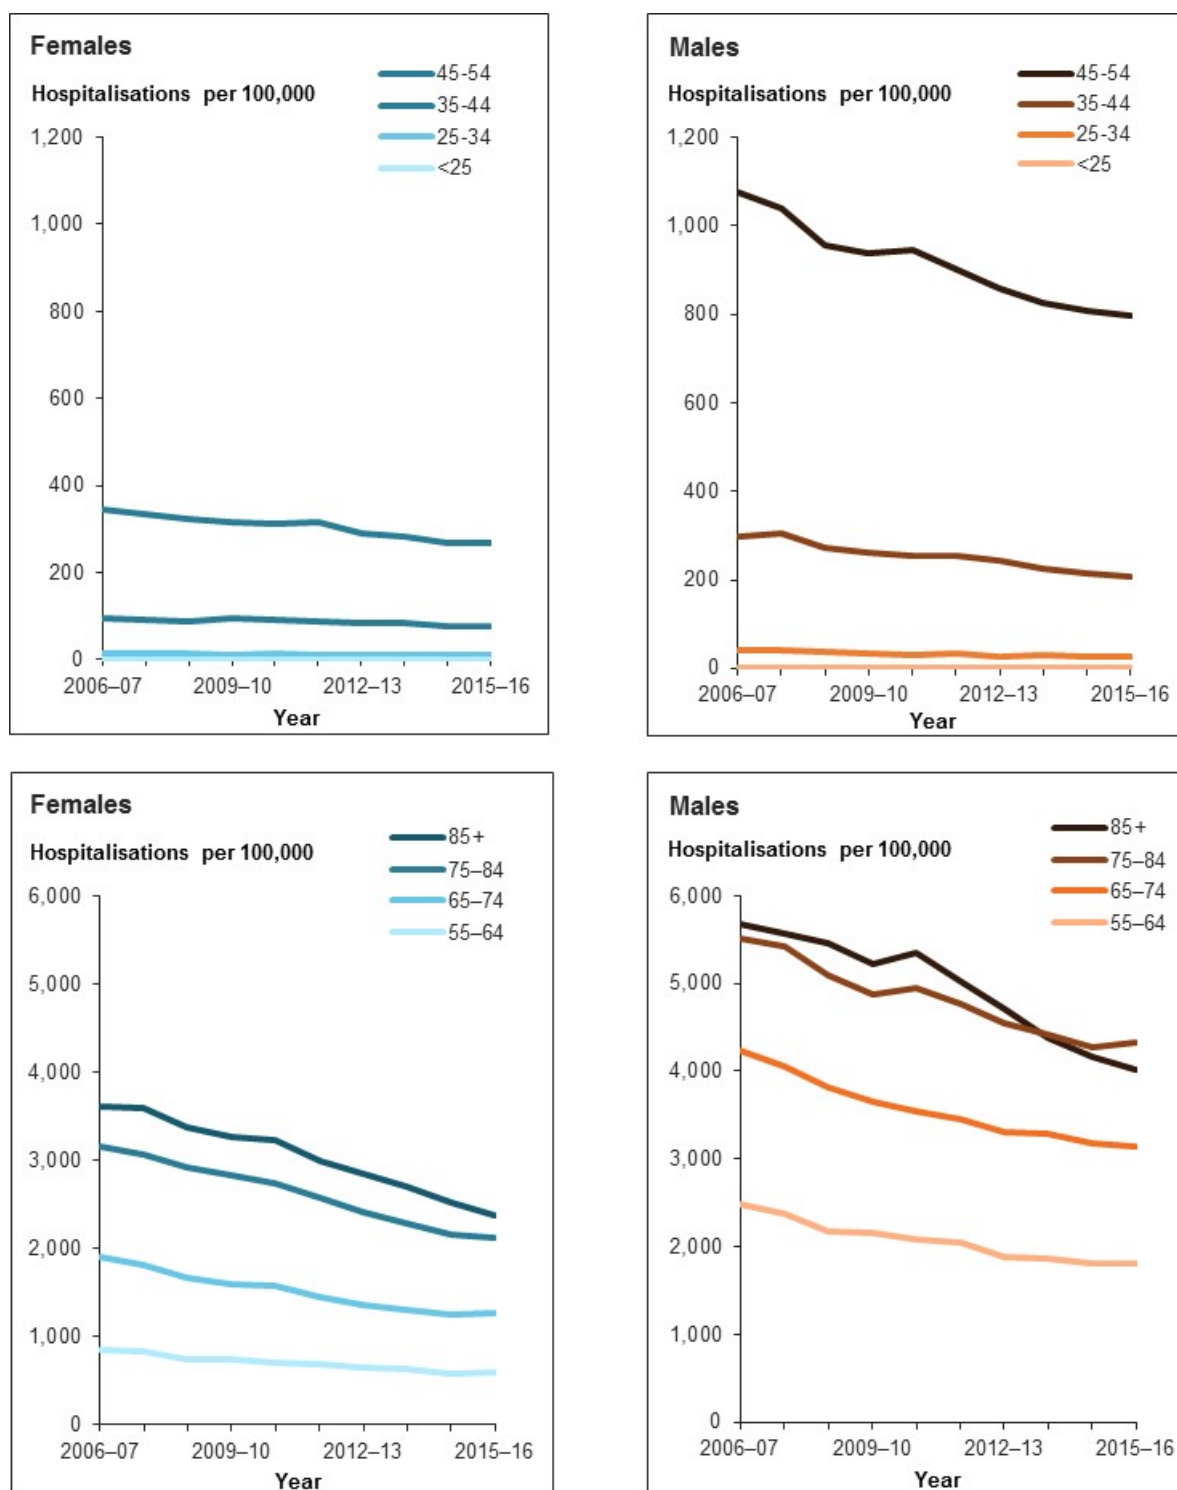 Females
Hospitalisations per 100,000
45-54
35-44
25-34
<25
1,200
1,000
800
600
400
200
0
2006–07 2009–10 2012–13 2015–16
Year
Males
Hospitalisations per 100,000
45-54
35-44
25-34
<25
1,200
1,000
800
600
400
200
0
2006–07 2009–10 2012–13 2015–16
Year
Females
Hospitalisations per 100,000
85+
75–84
65–74
55–64
6,000
5,000
4,000
3,000
2,000
1,000
0
2006–07 2009–10 2012–13 2015–16
Year
Males
Hospitalisations per 100,000
85+
75–84
65–74
55–64
6,000
5,000
4,000
3,000
2,000
1,000
0
2006–07 2009–10 2012–13 2015–16
Year